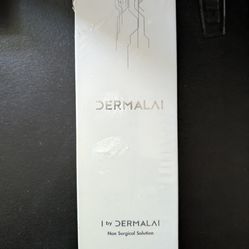 DERMALAI
I by DERMALAI
Non Surgical Solution